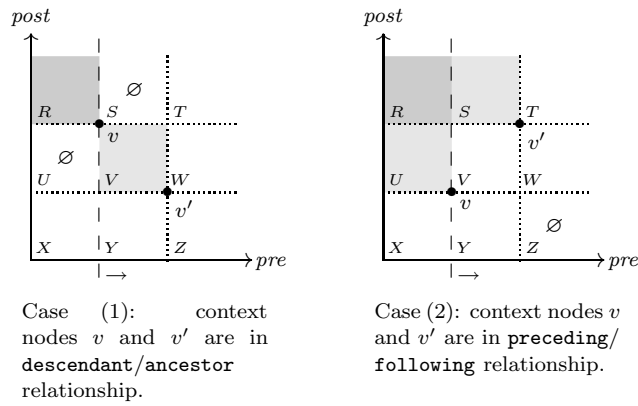 post
post
R S ∅ T
R S T
v
v′
∅
U V W
U V W
v′
v
∅
X Y Z
X Y Z
pre
pre
→
→
Case (1): context
nodes v and v′ are in
descendant/ancestor
relationship.
Case (2): context nodes v
and v′ are in preceding/
following relationship.